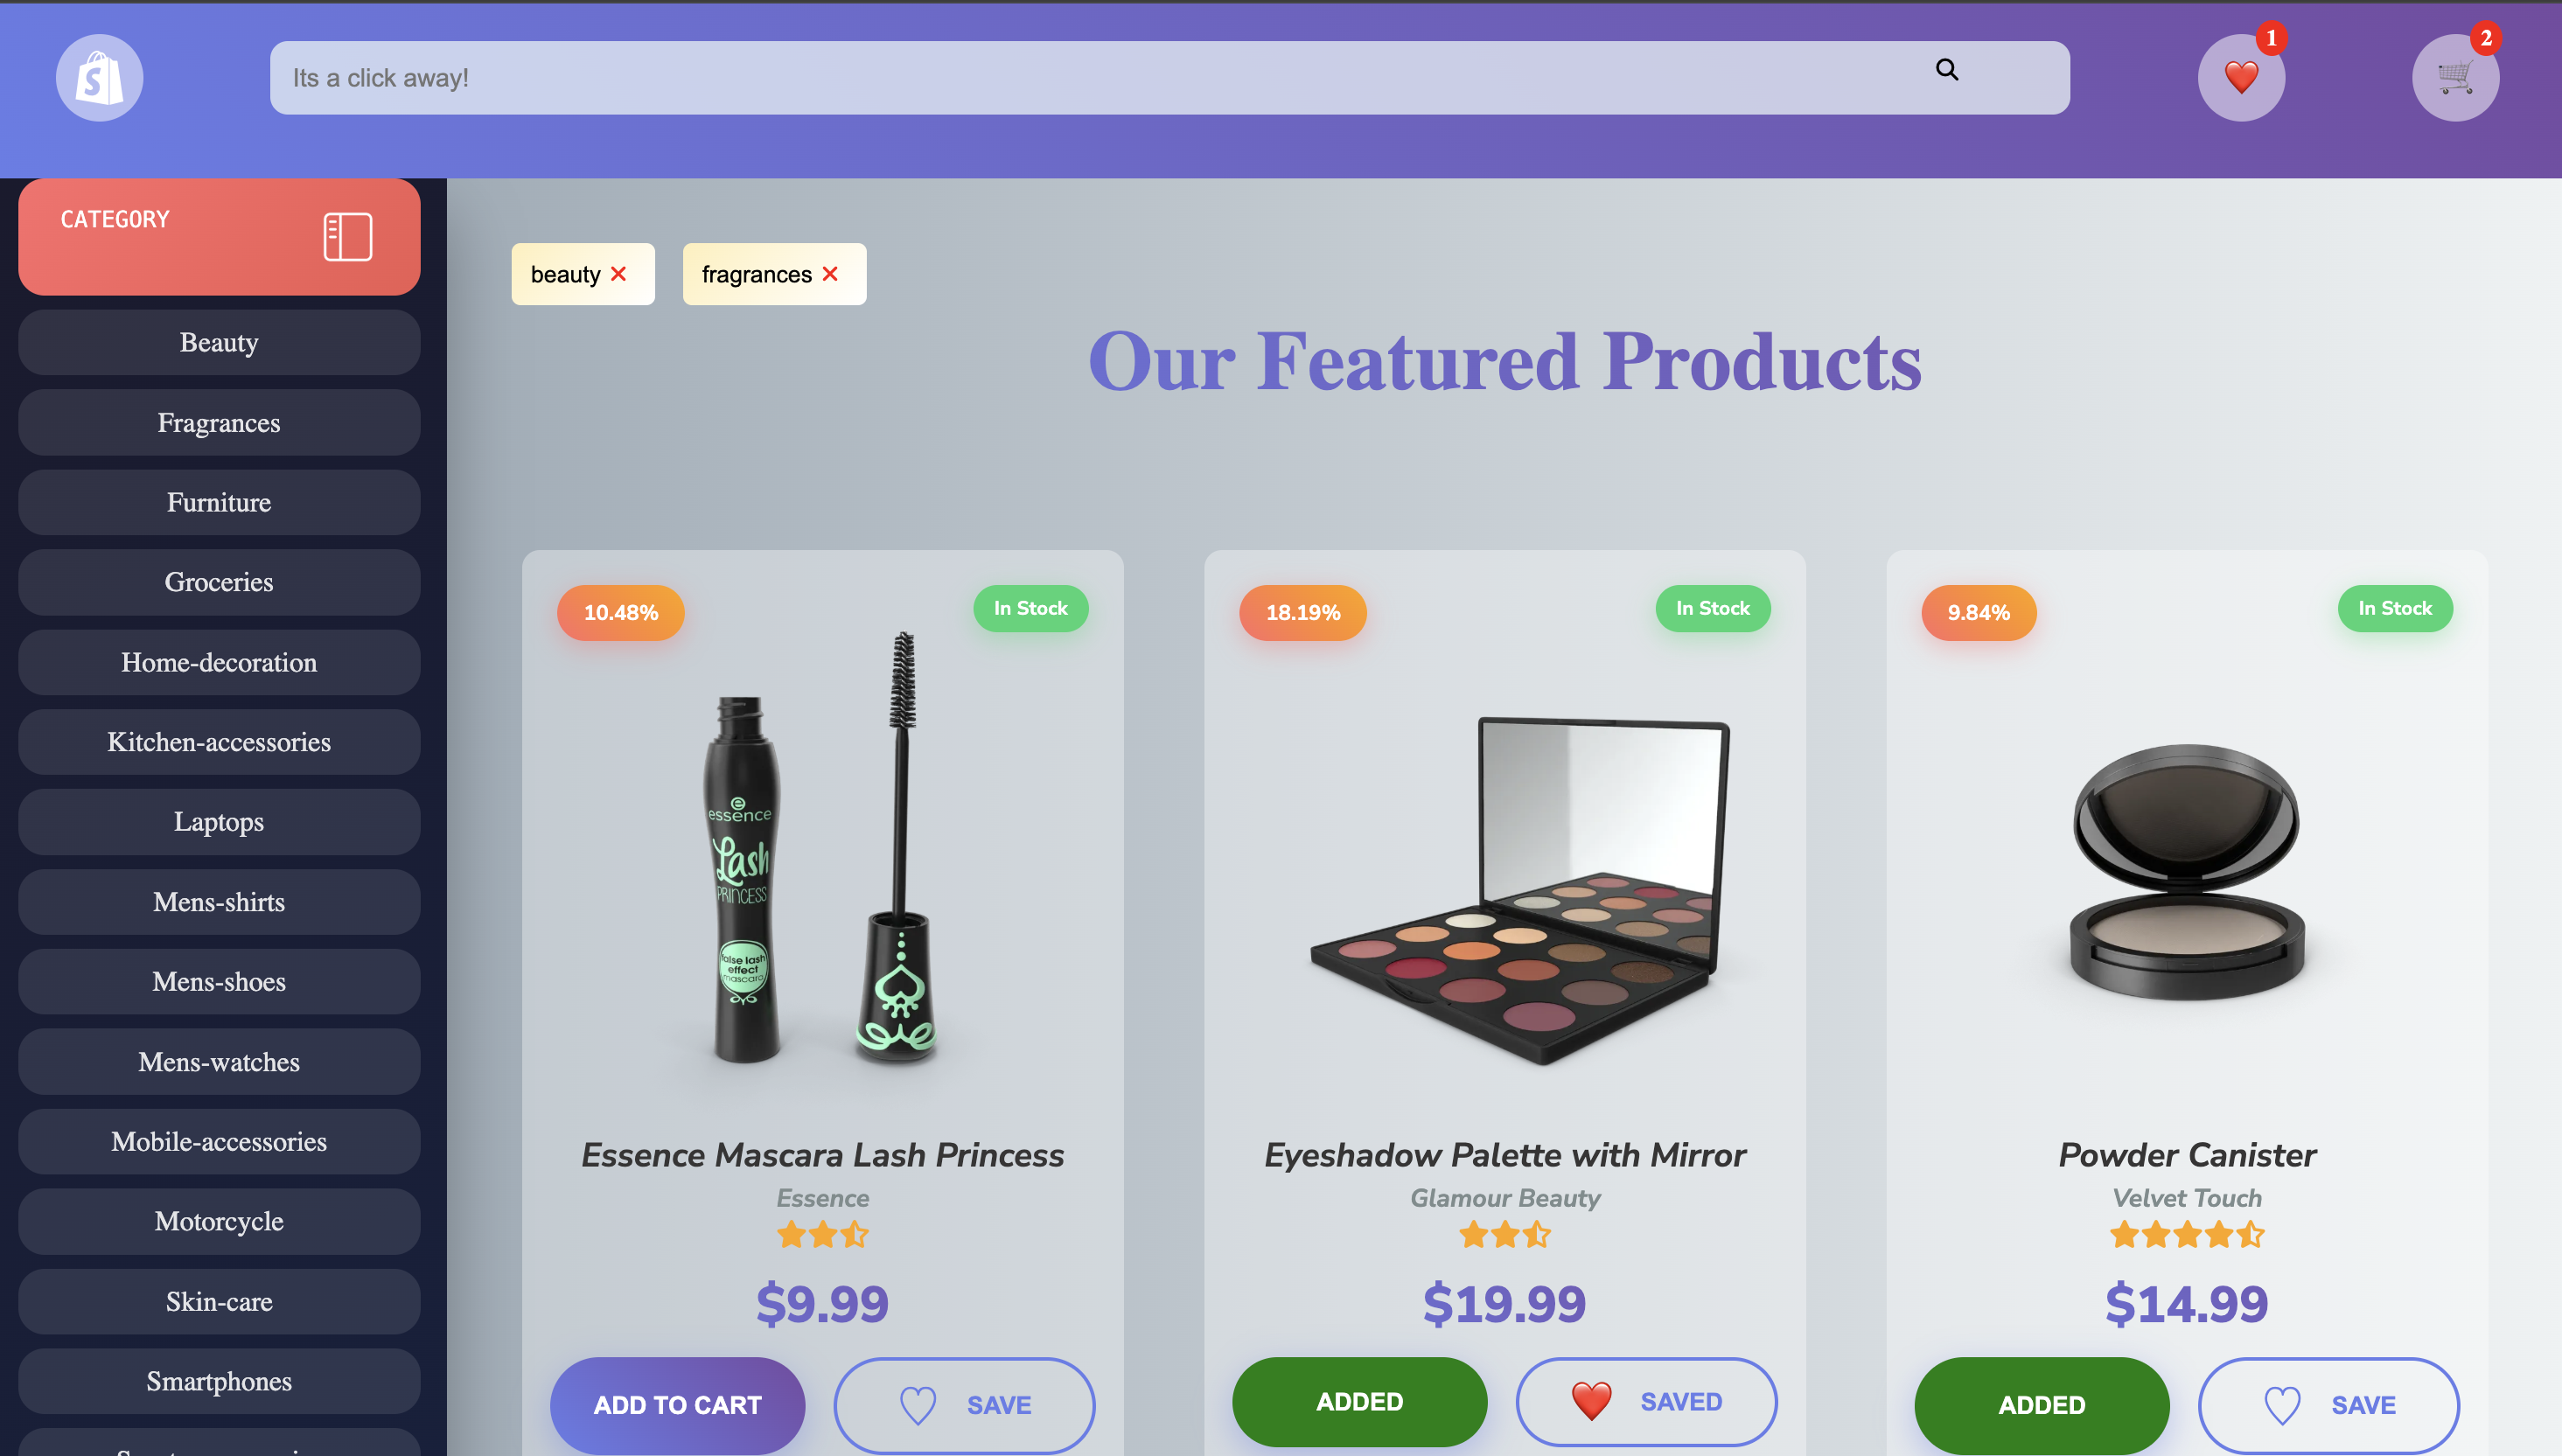 S
Its a click away!
1
2
CATEGORY
Beauty
Fragrances
Furniture
Groceries
Home-decoration
Kitchen-accessories
Laptops
Mens-shirts
Mens-shoes
Mens-watches
Mobile-accessories
Motorcycle
Skin-care
Smartphones
beauty
fragrances
Our Featured Products
10.48%
In Stock
essence
Lash
PRINCESS
false lash
effect
mascara
Essence Mascara Lash Princess
Essence
$9.99
ADD TO CART
SAVE
18.19%
In Stock
Eyeshadow Palette with Mirror
Glamour Beauty
$19.99
ADDED
SAVED
9.84%
In Stock
Powder Canister
Velvet Touch
$14.99
ADDED
SAVE